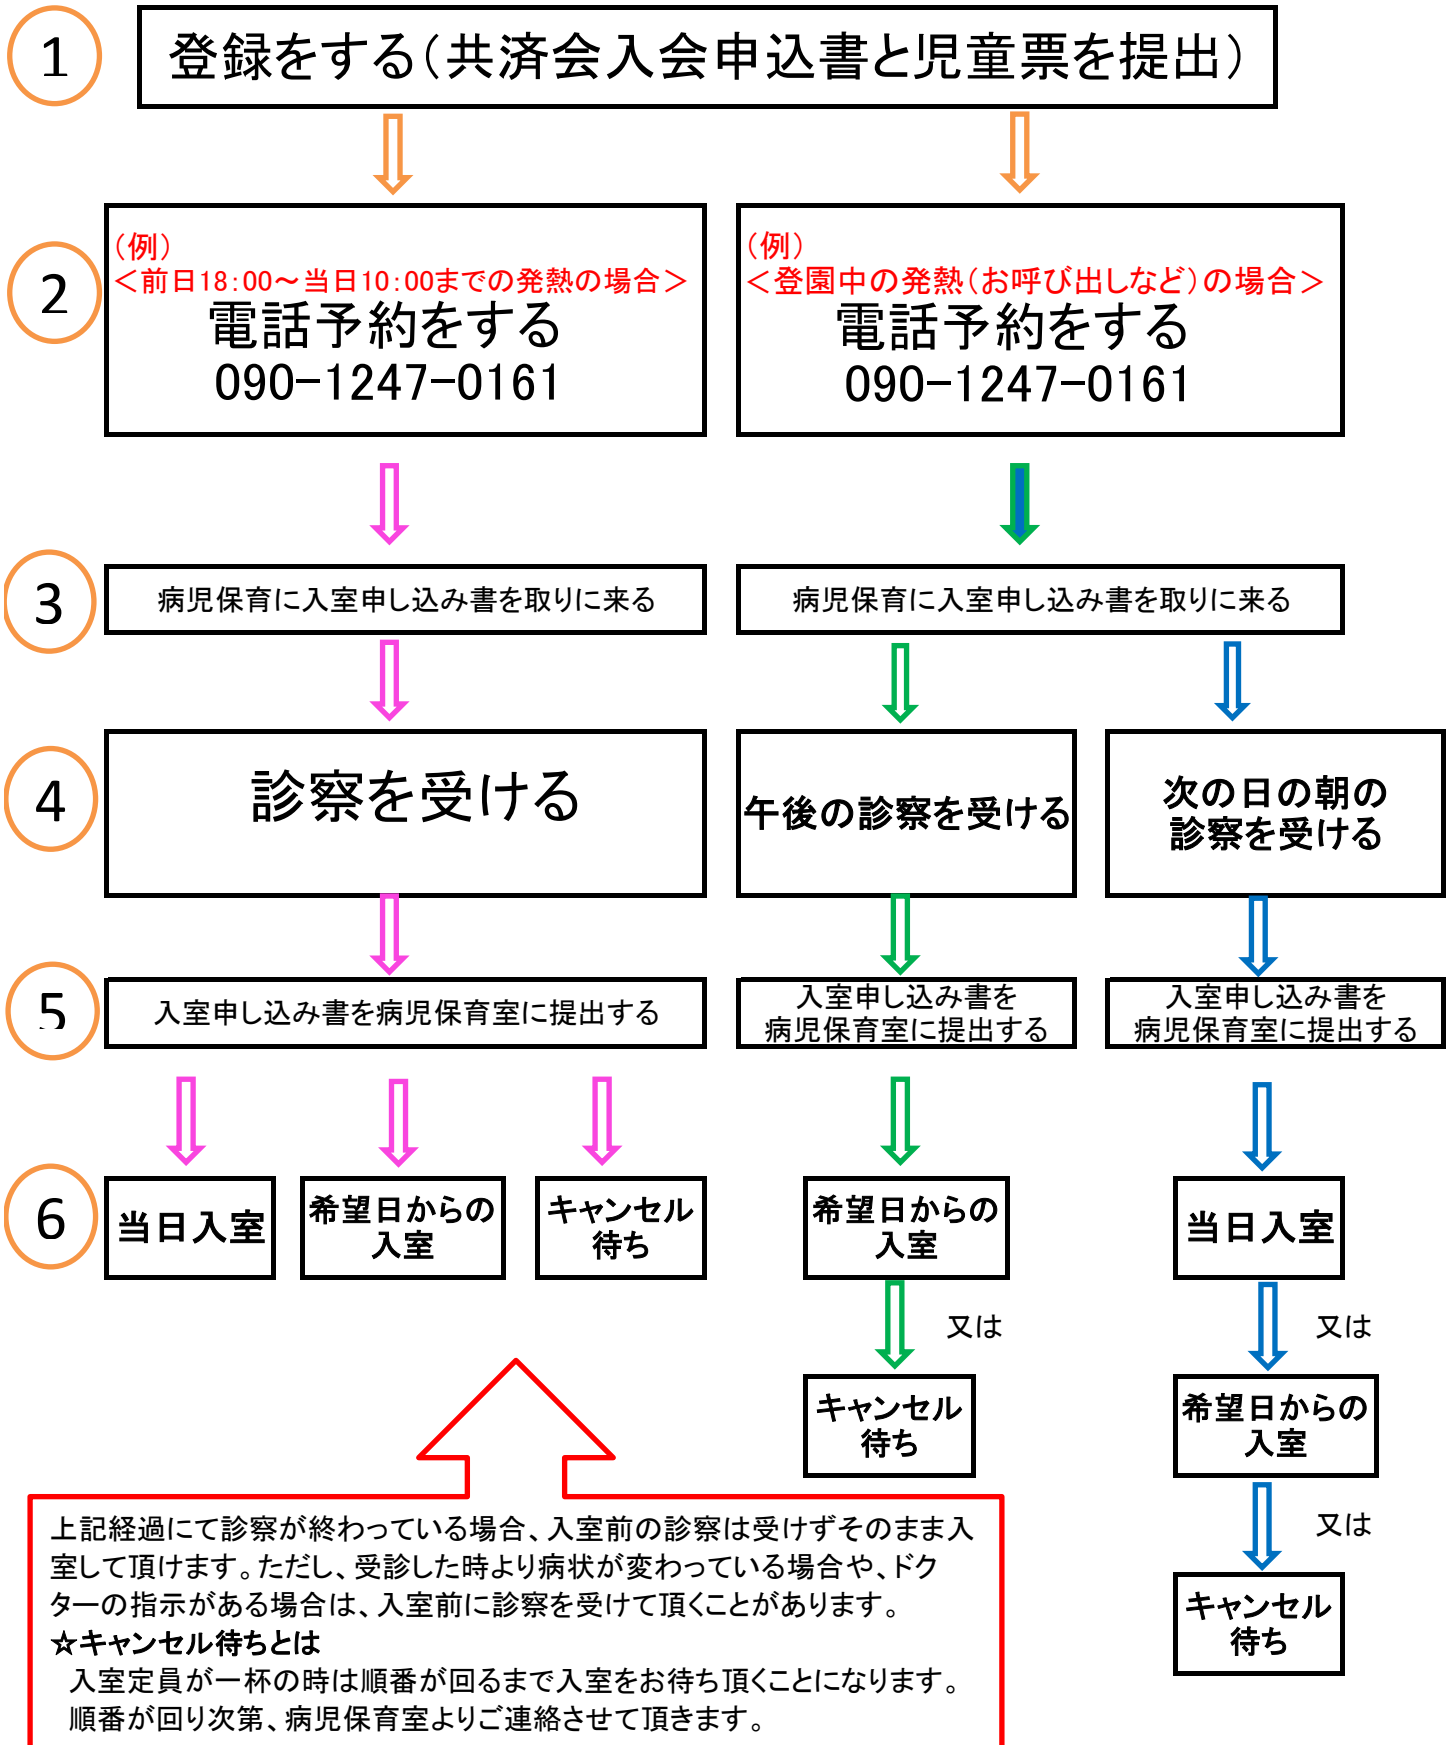 ①
登録をする（共済会入会申込書と児童票を提出）
②
（例）
＜前日18：00～当日10：00までの発熱の場合＞
電話予約をする
090－1247－0161
（例）
＜登園中の発熱（お呼び出しなど）の場合＞
電話予約をする
090－1247－0161
③
病児保育に入室申し込み書を取りに来る
病児保育に入室申し込み書を取りに来る
④
診察を受ける
午後の診察を受ける
次の日の朝の
診察を受ける
⑤
入室申し込み書を病児保育室に提出する
入室申し込み書を
病児保育室に提出する
入室申し込み書を
病児保育室に提出する
⑥
当日入室
希望日からの
入室
キャンセル
待ち
希望日からの
入室
又は
キャンセル
待ち
当日入室
又は
希望日からの
入室
又は
キャンセル
待ち
上記経過にて診察が終わっている場合、入室前の診察は受けずそのまま入
室して頂けます。ただし、受診した時より病状が変わっている場合や、ドク
ターの指示がある場合は、入室前に診察を受けて頂くことがあります。
☆キャンセル待ちとは
入室定員が一杯の時は順番が回るまで入室をお待ち頂くことになります。
順番が回り次第、病児保育室よりご連絡させて頂きます。